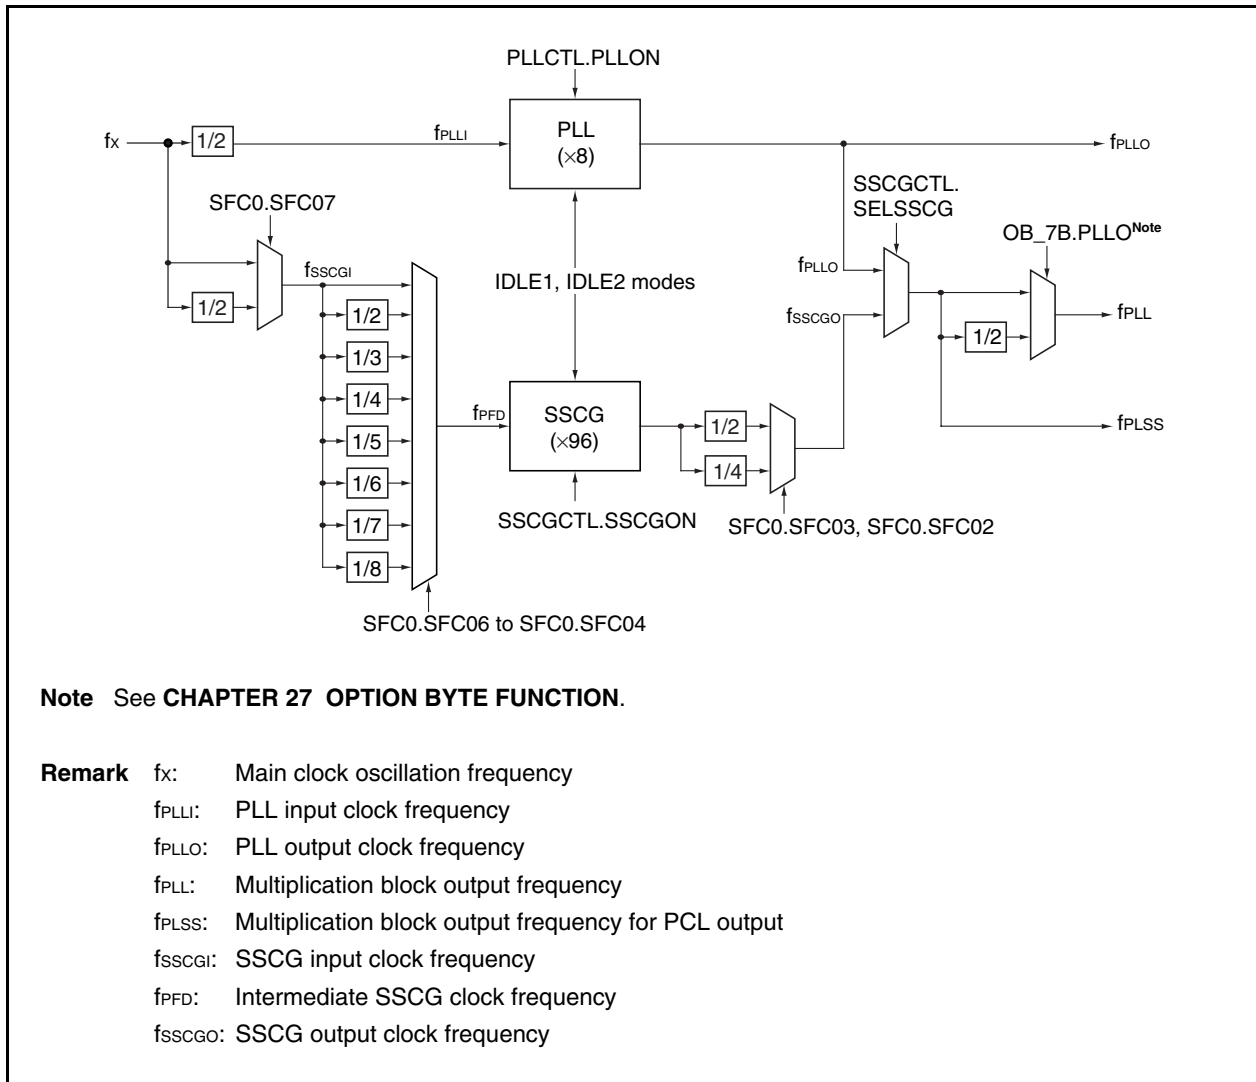 PLLCTL.PLLON
fX
1/2
fPLLI
PLL
(×8)
fPLLO
SFC0.SFC07
SSCGCTL.
SELSSCG
OB_7B.PLLO Note
fSSCGI
1/2
IDLE1, IDLE2 modes
fPLLO
fSSCGO
fPLL
1/2
1/2
1/3
1/4
1/5
1/6
1/7
1/8
fPFD
SSCG
(×96)
1/2
1/4
fPLSS
SSCGCTL.SSCGON
SFC0.SFC03, SFC0.SFC02
SFC0.SFC06 to SFC0.SFC04
Note See CHAPTER 27 OPTION BYTE FUNCTION.
Remark fX: Main clock oscillation frequency
fPLLI: PLL input clock frequency
fPLLO: PLL output clock frequency
fPLL: Multiplication block output frequency
fPLSS: Multiplication block output frequency for PCL output
fSSCGI: SSCG input clock frequency
fPFD: Intermediate SSCG clock frequency
fSSCGO: SSCG output clock frequency